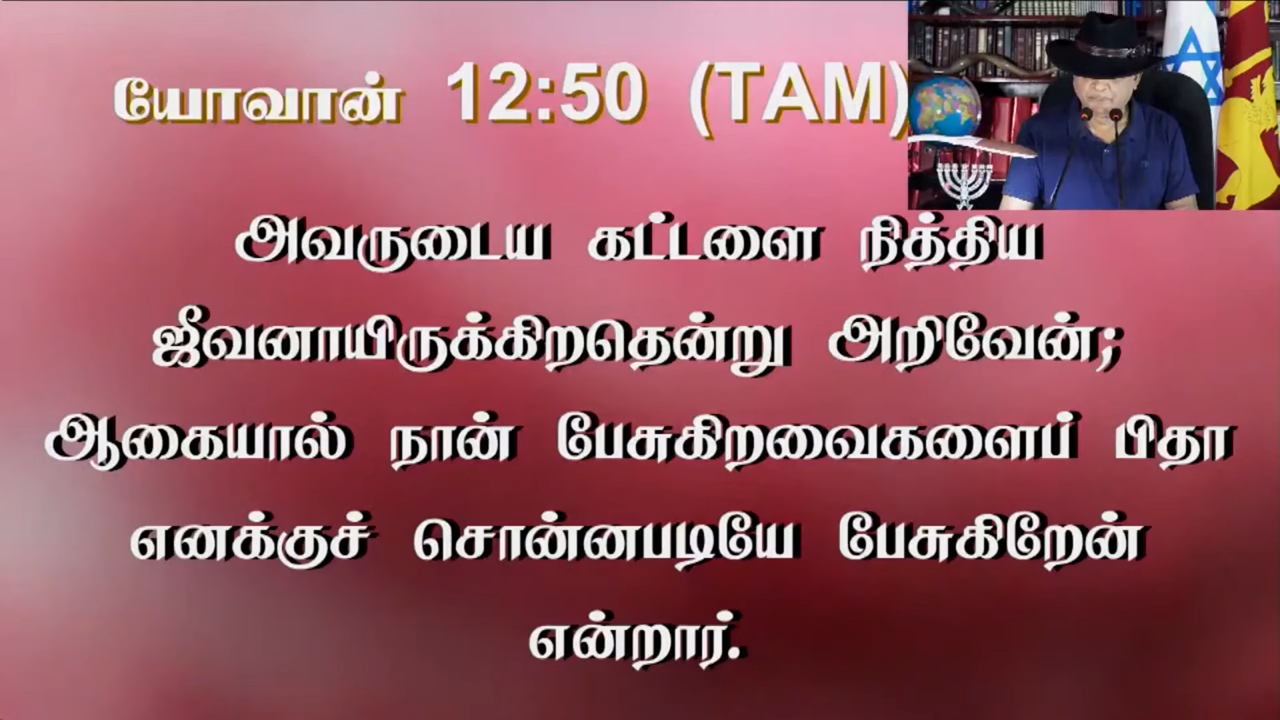 யோவான் 12:50 (TAM)
அவருடைய கட்டளை நித்திய
ஜீவனாயிருக்கிறதென்று அறிவேன்;
ஆகையால் நான் பேசுகிறவைகளைப் பிதா
எனக்குச் சொன்னபடியே பேசுகிறேன்
என்றார்.